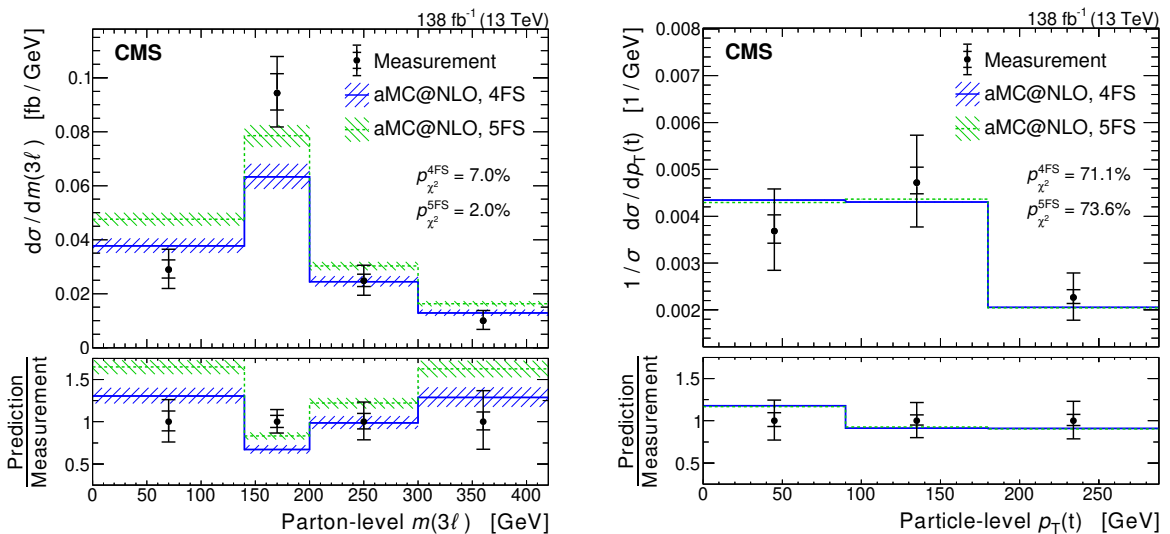 138 fb⁻¹ (13 TeV)
CMS
Measurement
aMC@NLO, 4FS
aMC@NLO, 5FS
p_χ²^4FS = 7.0%
p_χ²^5FS = 2.0%
dσ / dm(3ℓ) [fb / GeV]
0.1
0.08
0.06
0.04
0.02
0
Prediction
Measurement
1.5
1
0.5
0 50 100 150 200 250 300 350 400
Parton-level m(3ℓ) [GeV]
138 fb⁻¹ (13 TeV)
CMS
Measurement
aMC@NLO, 4FS
aMC@NLO, 5FS
p_χ²^4FS = 71.1%
p_χ²^5FS = 73.6%
1 / σ dσ / dp_T(t) [1 / GeV]
0.008
0.007
0.006
0.005
0.004
0.003
0.002
Prediction
Measurement
1.5
1
0.5
0 50 100 150 200 250
Particle-level p_T(t) [GeV]